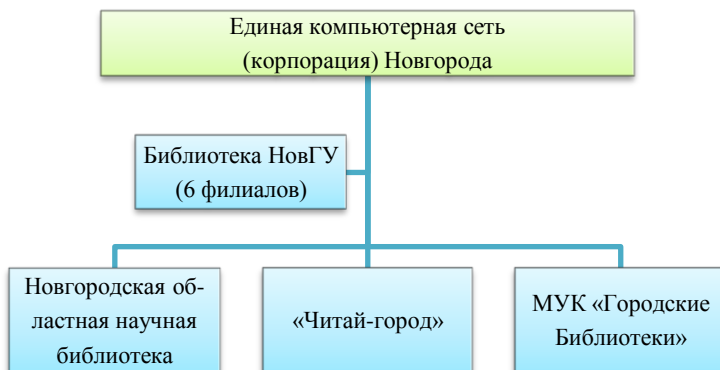 Единая компьютерная сеть
(корпорация) Новгорода
Библиотека НовГУ
(6 филиалов)
Новгородская об-
ластная научная
библиотека
«Читай-город»
МУК «Городские
Библиотеки»